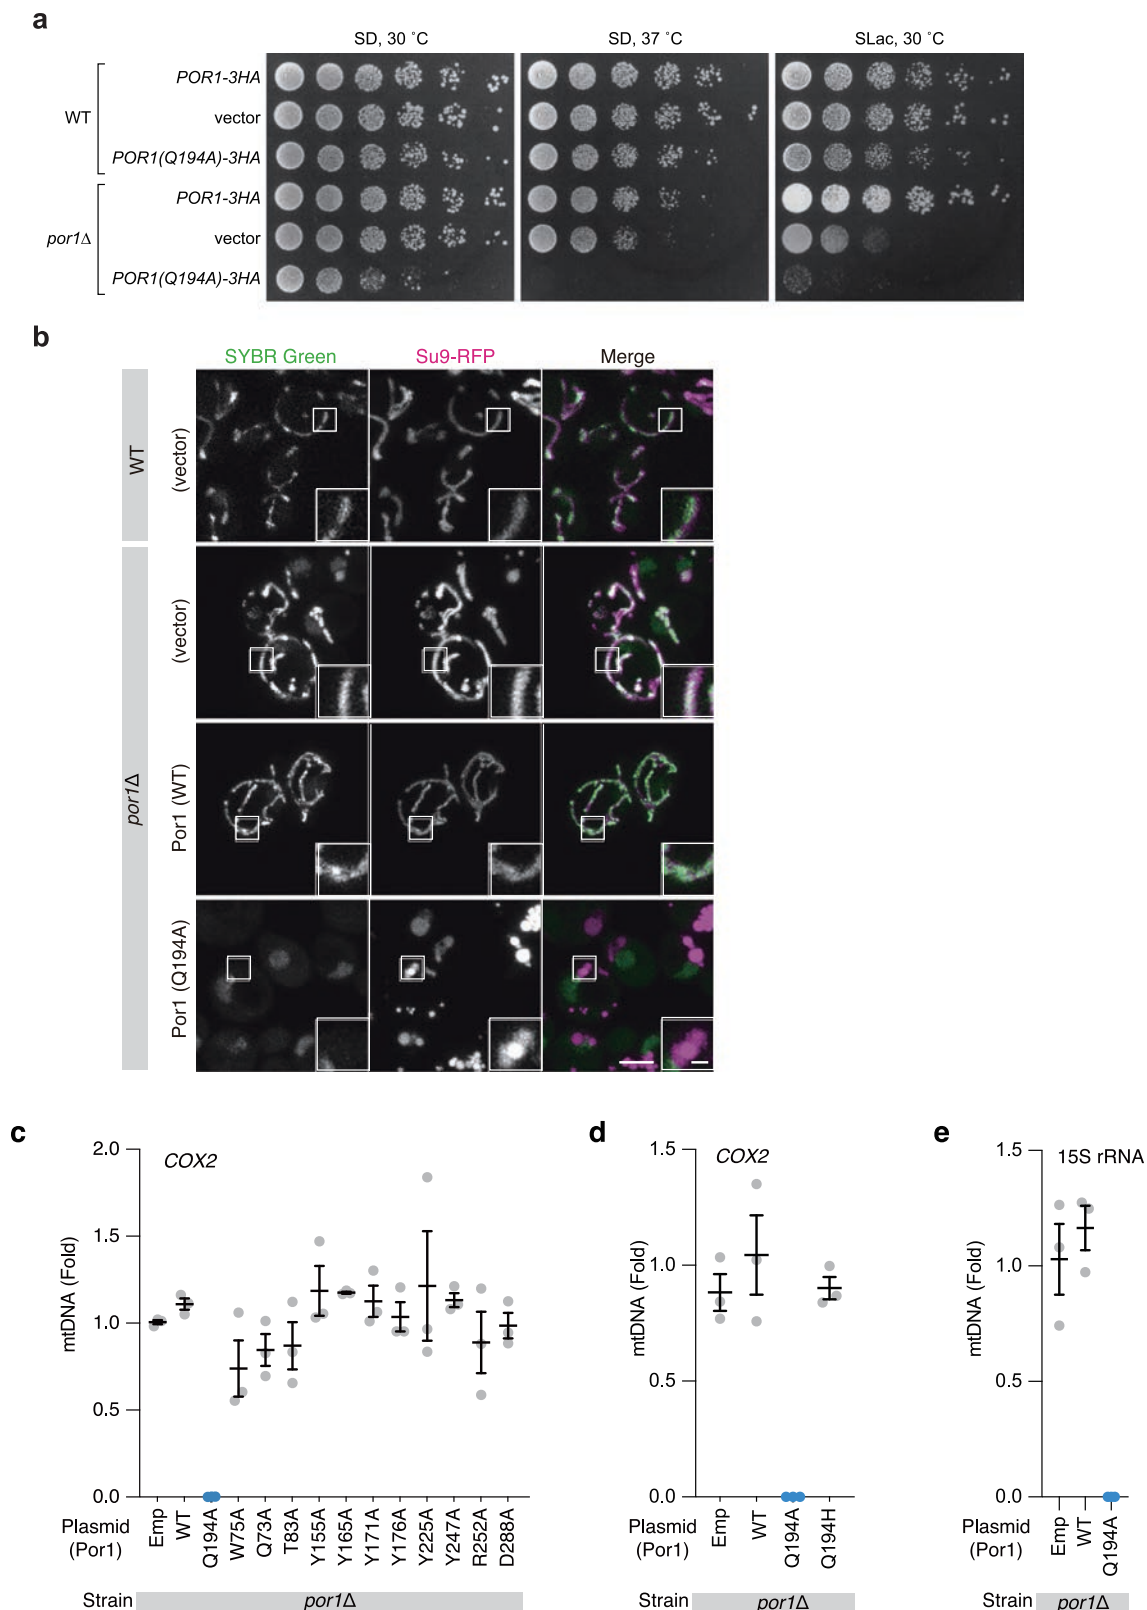 a
SD, 30 ˚C
SD, 37 ˚C
SLac, 30 ˚C
WT
POR1-3HA
vector
POR1(Q194A)-3HA
por1Δ
POR1-3HA
vector
POR1(Q194A)-3HA
b
SYBR Green
Su9-RFP
Merge
WT
(vector)
por1Δ
(vector)
Por1 (WT)
Por1 (Q194A)
c
COX2
mtDNA (Fold)
2.0
1.5
1.0
0.5
0.0
Plasmid
(Por1)
Emp
WT
Q194A
W75A
Q73A
T83A
Y155A
Y165A
Y171A
Y176A
Y225A
Y247A
R252A
D288A
Strain
por1Δ
d
COX2
mtDNA (Fold)
1.5
1.0
0.5
0.0
Plasmid
(Por1)
Emp
WT
Q194A
Q194H
Strain
por1Δ
e
15S rRNA
mtDNA (Fold)
1.5
1.0
0.5
0.0
Plasmid
(Por1)
Emp
WT
Q194A
Strain
por1Δ